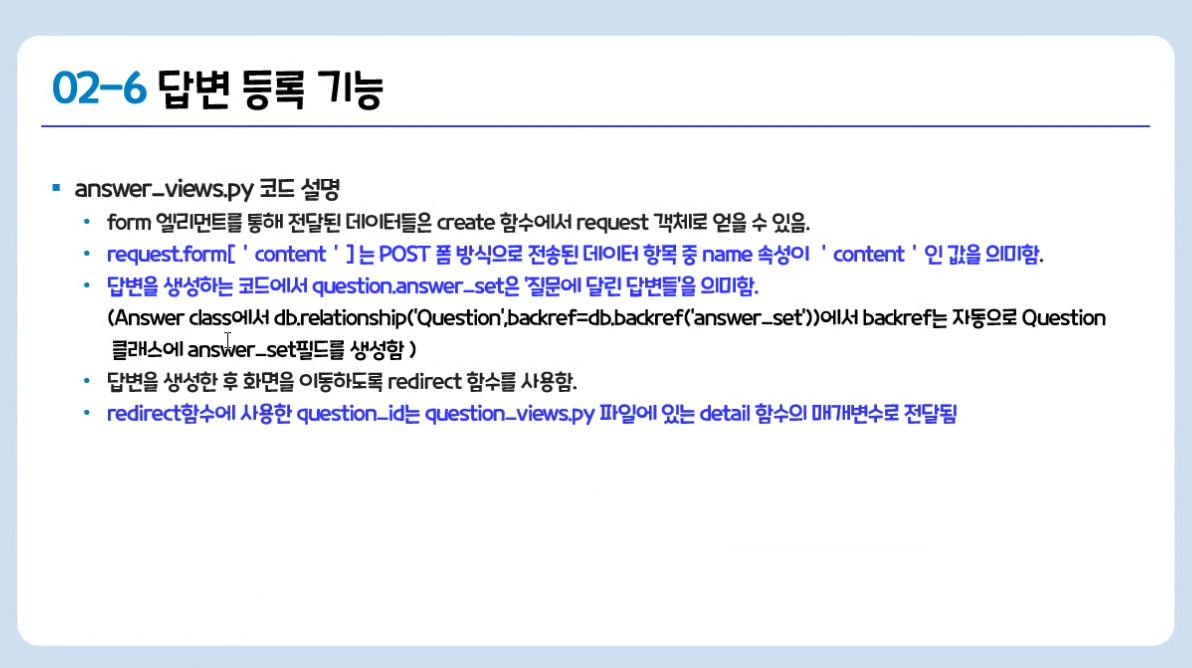 02-6 답변 등록 기능
answer_views.py 코드 설명
form 엘리먼트를 통해 전달된 데이터들은 create 함수에서 request 객체로 얻을 수 있음.
request.form[ ' content ' ] 는 POST 폼 방식으로 전송된 데이터 항목 중 name 속성이 ' content ' 인 값을 의미함.
답변을 생성하는 코드에서 question.answer_set은 '질문에 달린 답변들'을 의미함.
(Answer class에서 db.relationship('Question',backref=db.backref('answer_set'))에서 backref는 자동으로 Question
클래스에 answer_set필드를 생성함 )
답변을 생성한 후 화면을 이동하도록 redirect 함수를 사용함.
redirect함수에 사용한 question_id는 question_views.py 파일에 있는 detail 함수의 매개변수로 전달됨